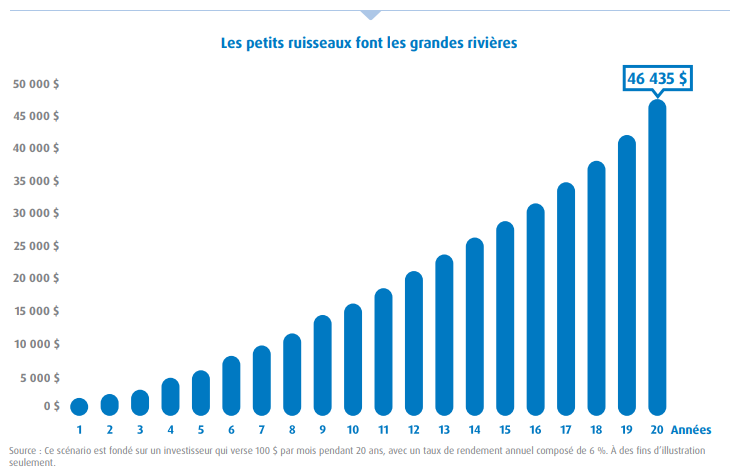 Les petits ruisseaux font les grandes rivières
46 435 $
50 000 $
45 000 $
40 000 $
35 000 $
30 000 $
25 000 $
20 000 $
15 000 $
10 000 $
5 000 $
0 $
1 2 3 4 5 6 7 8 9 10 11 12 13 14 15 16 17 18 19 20 Années
Source : Ce scénario est fondé sur un investisseur qui verse 100 $ par mois pendant 20 ans, avec un taux de rendement annuel composé de 6 %. À des fins d’illustration
seulement.